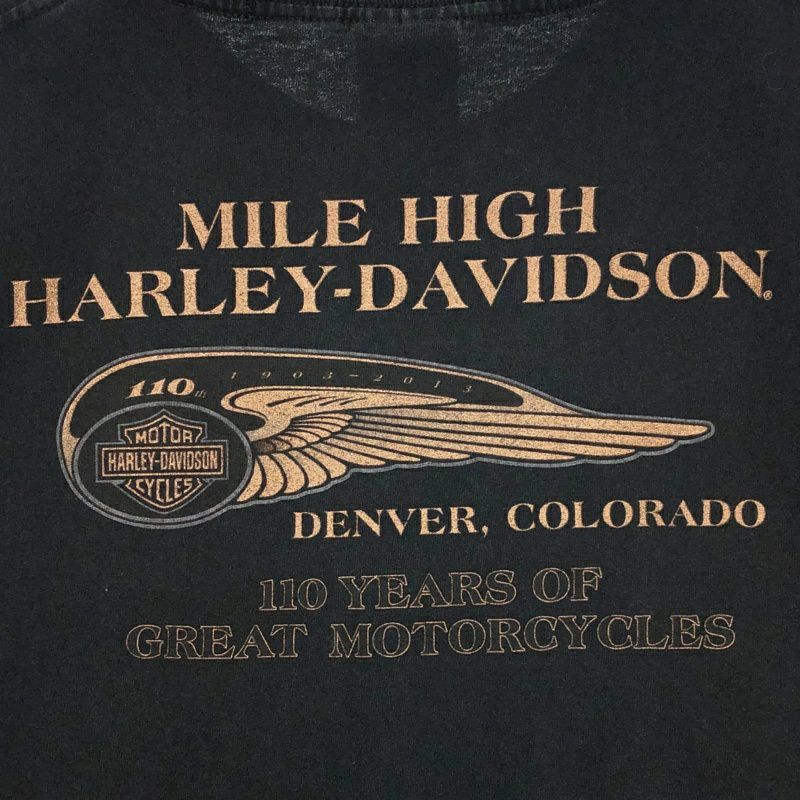 MILE HIGH
HARLEY-DAVIDSON®
110th 1903-2013
MOTOR
HARLEY-DAVIDSON
CYCLES
DENVER, COLORADO
110 YEARS OF
GREAT MOTORCYCLES